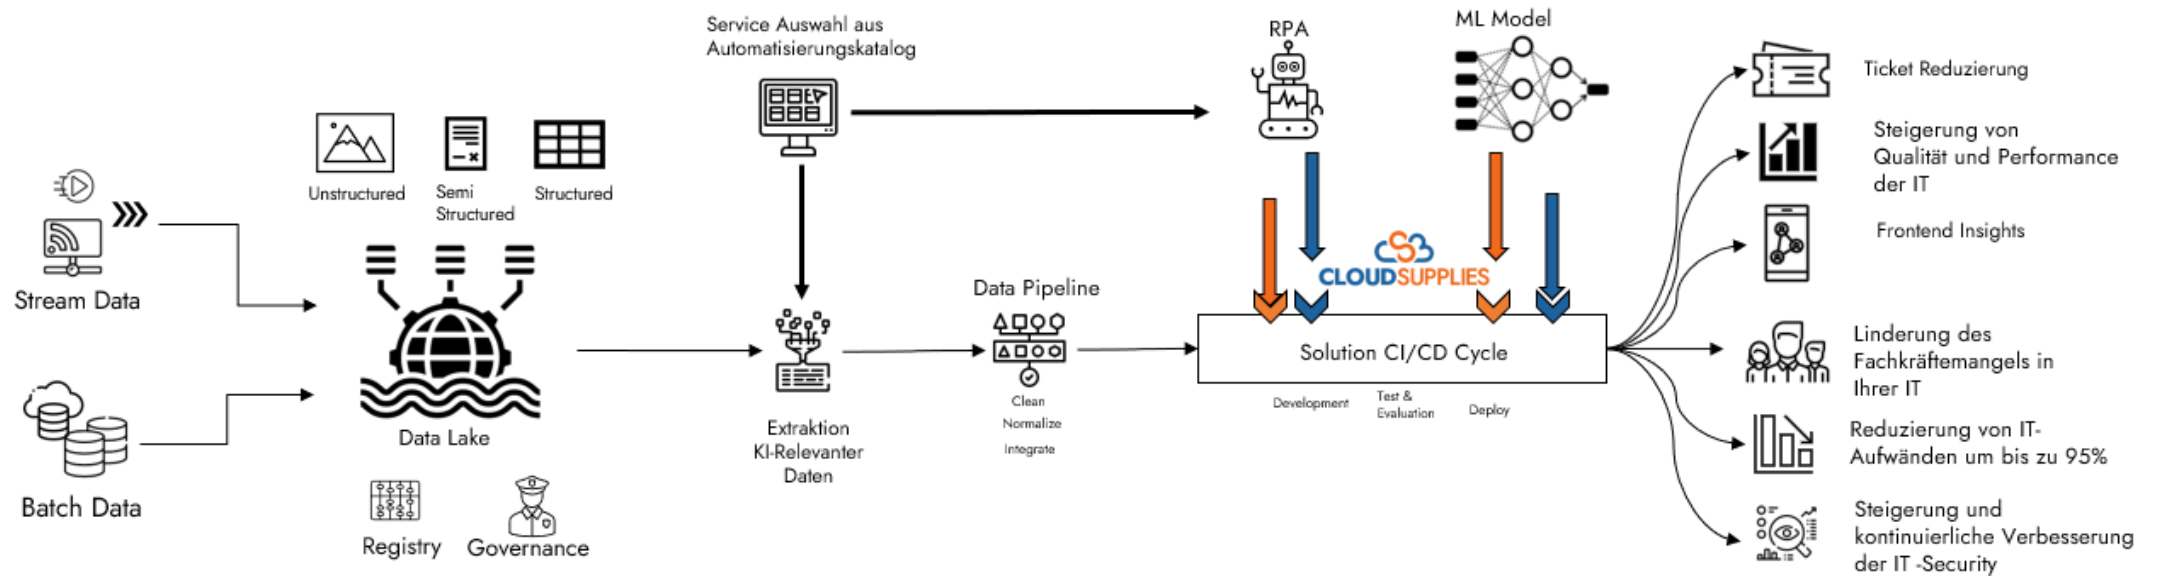 Service Auswahl aus
Automatisierungskatalog
RPA
ML Model
Unstructured
Semi
Structured
Structured
Stream Data
Batch Data
Data Lake
Registry
Governance
Extraktion
KI-Relevanter
Daten
Data Pipeline
Clean
Normalize
Integrate
CLOUDSUPPLIES
Solution CI/CD Cycle
Development
Test &
Evaluation
Deploy
Ticket Reduzierung
Steigerung von
Qualität und Performance
der IT
Frontend Insights
Linderung des
Fachkräftemangels in
Ihrer IT
Reduzierung von IT-
Aufwänden um bis zu 95%
Steigerung und
kontinuierliche Verbesserung
der IT -Security